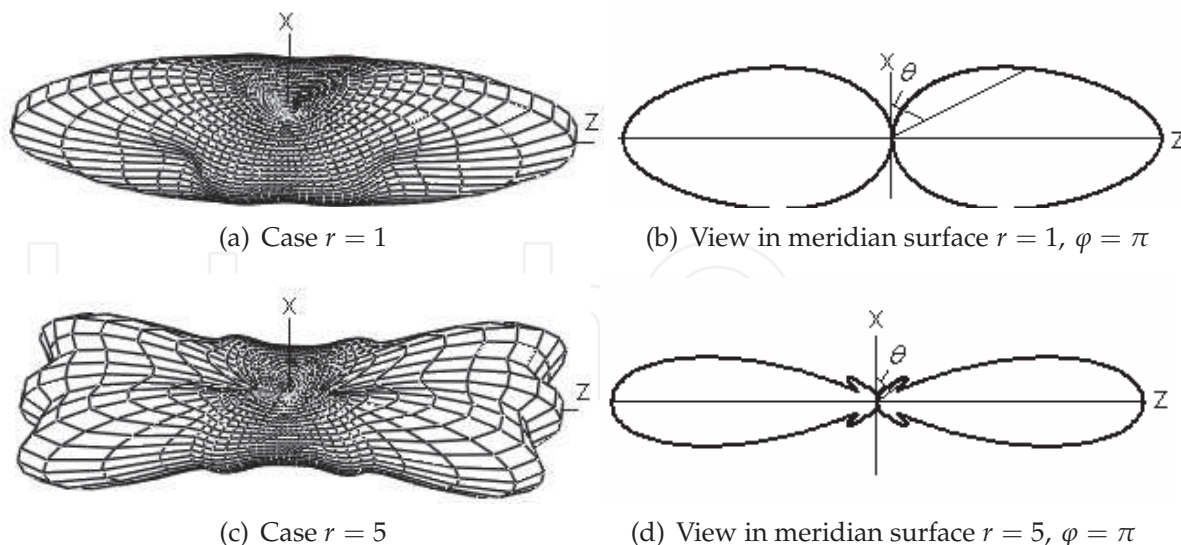 X
Z
(a) Case r = 1
X
θ
Z
(b) View in meridian surface r = 1, φ = π
X
Z
(c) Case r = 5
X
θ
Z
(d) View in meridian surface r = 5, φ = π